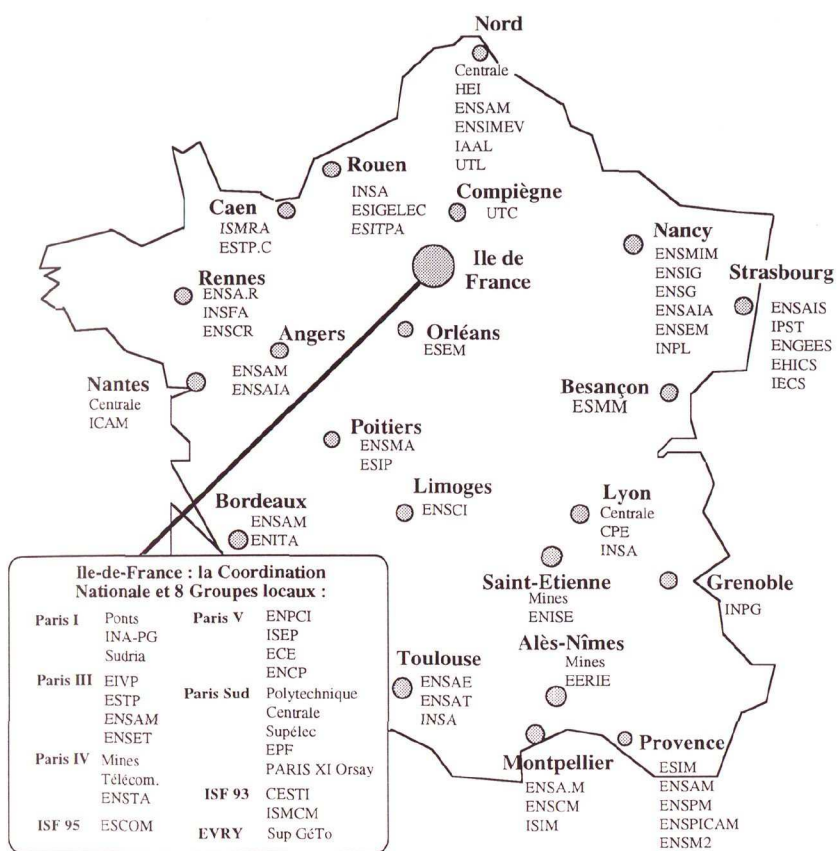 Nord
Centrale
HEI
ENSAM
ENSIMEV
IAAL
UTL
Rouen
INSA
ESIGELEC
ESITPA
Compiègne
UTC
Caen
ISMRA
ESTP.C
Ile de
France
Nancy
ENSMIM
ENSIG
ENSG
ENSAIA
ENSEM
INPL
Strasbourg
ENSAIS
IPST
ENGEES
EHICS
IECS
Rennes
ENSA.R
INSFA
ENSCR
Angers
ENSAM
ENSAIA
Orléans
ESEM
Nantes
Centrale
ICAM
Besançon
ESMM
Poitiers
ENSMA
ESIP
Limoges
ENSCI
Lyon
Centrale
CPE
INSA
Bordeaux
ENSAM
ENITA
Saint-Etienne
Mines
ENISE
Grenoble
INPG
Alès-Nîmes
Mines
EERIE
Toulouse
ENSAE
ENSAT
INSA
Montpellier
ENSA.M
ENSCM
ISIM
Provence
ESIM
ENSAM
ENSPM
ENSPICAM
ENSM2
Ile-de-France : la Coordination
Nationale et 8 Groupes locaux :
Paris I Ponts
INA-PG
Sudria
Paris III EIVP
ESTP
ENSAM
ENSET
Paris IV Mines
Télécom.
ENSTA
ISF 95 ESCOM
Paris V ENPCI
ISEP
ECE
ENCP
Paris Sud Polytechnique
Centrale
Supélec
EPF
PARIS XI Orsay
ISF 93 CESTI
ISMCM
EVRY Sup GéTo